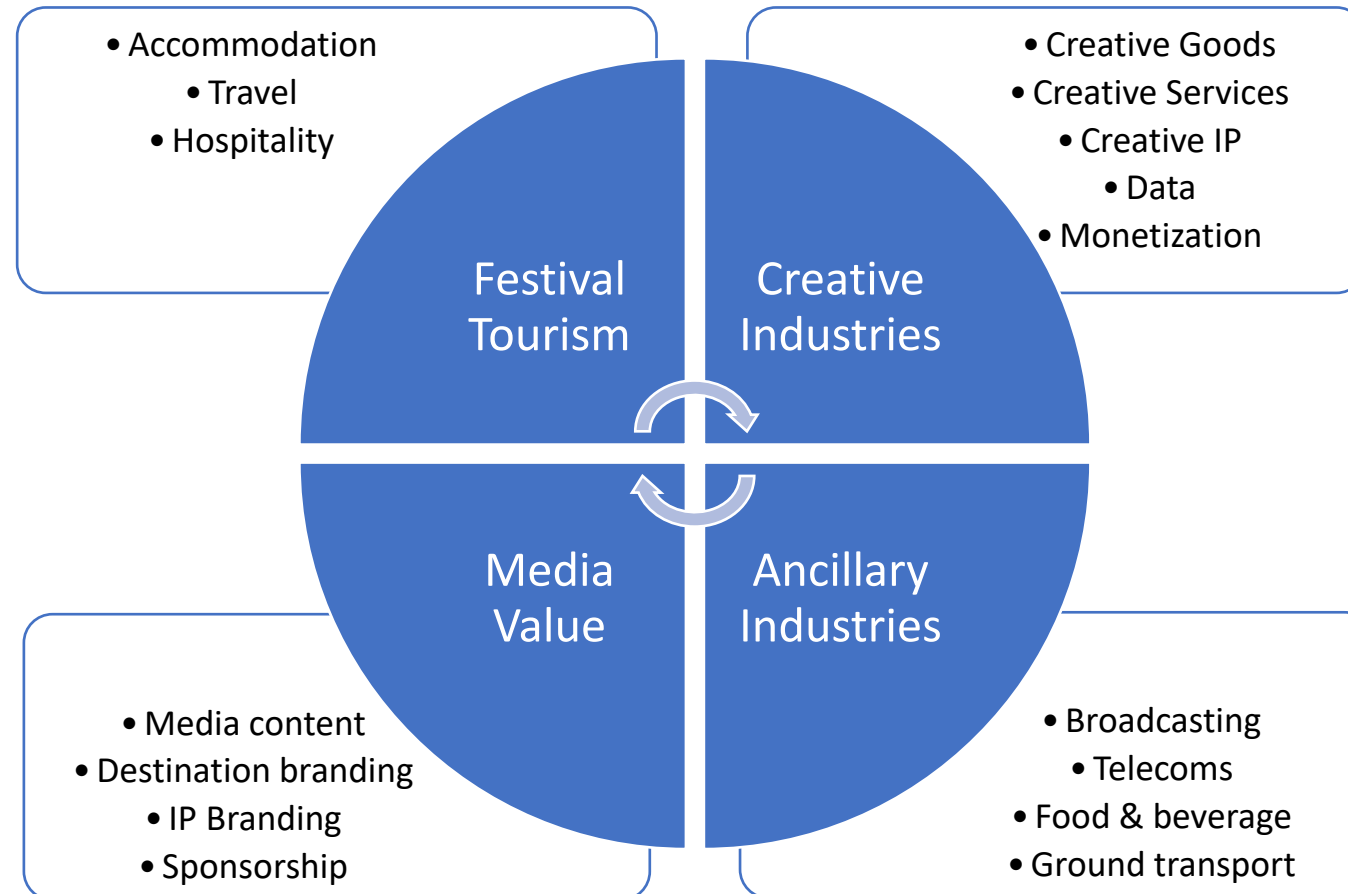 • Accommodation
• Travel
• Hospitality
• Creative Goods
• Creative Services
• Creative IP
• Data
• Monetization
Festival
Tourism
Creative
Industries
Media
Value
Ancillary
Industries
• Media content
• Destination branding
• IP Branding
• Sponsorship
• Broadcasting
• Telecoms
• Food & beverage
• Ground transport